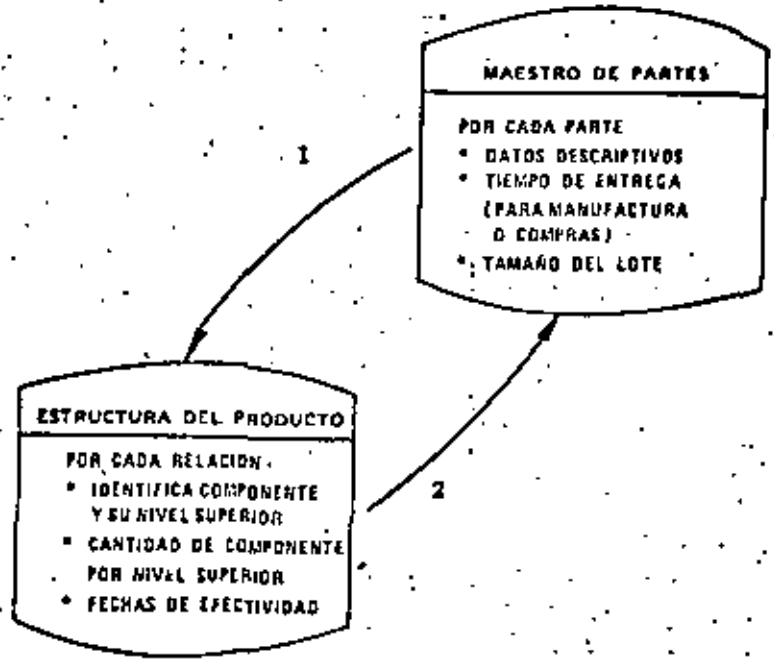 MAESTRO DE PARTES
POR CADA PARTE
* DATOS DESCRIPTIVOS
* TIEMPO DE ENTREGA
(PARA MANUFACTURA
O COMPRAS)
* TAMAÑO DEL LOTE
1
ESTRUCTURA DEL PRODUCTO
POR CADA RELACION
* IDENTIFICA COMPONENTE
Y SU NIVEL SUPERIOR
* CANTIDAD DE COMPONENTE
POR NIVEL SUPERIOR
* FECHAS DE EFECTIVIDAD
2